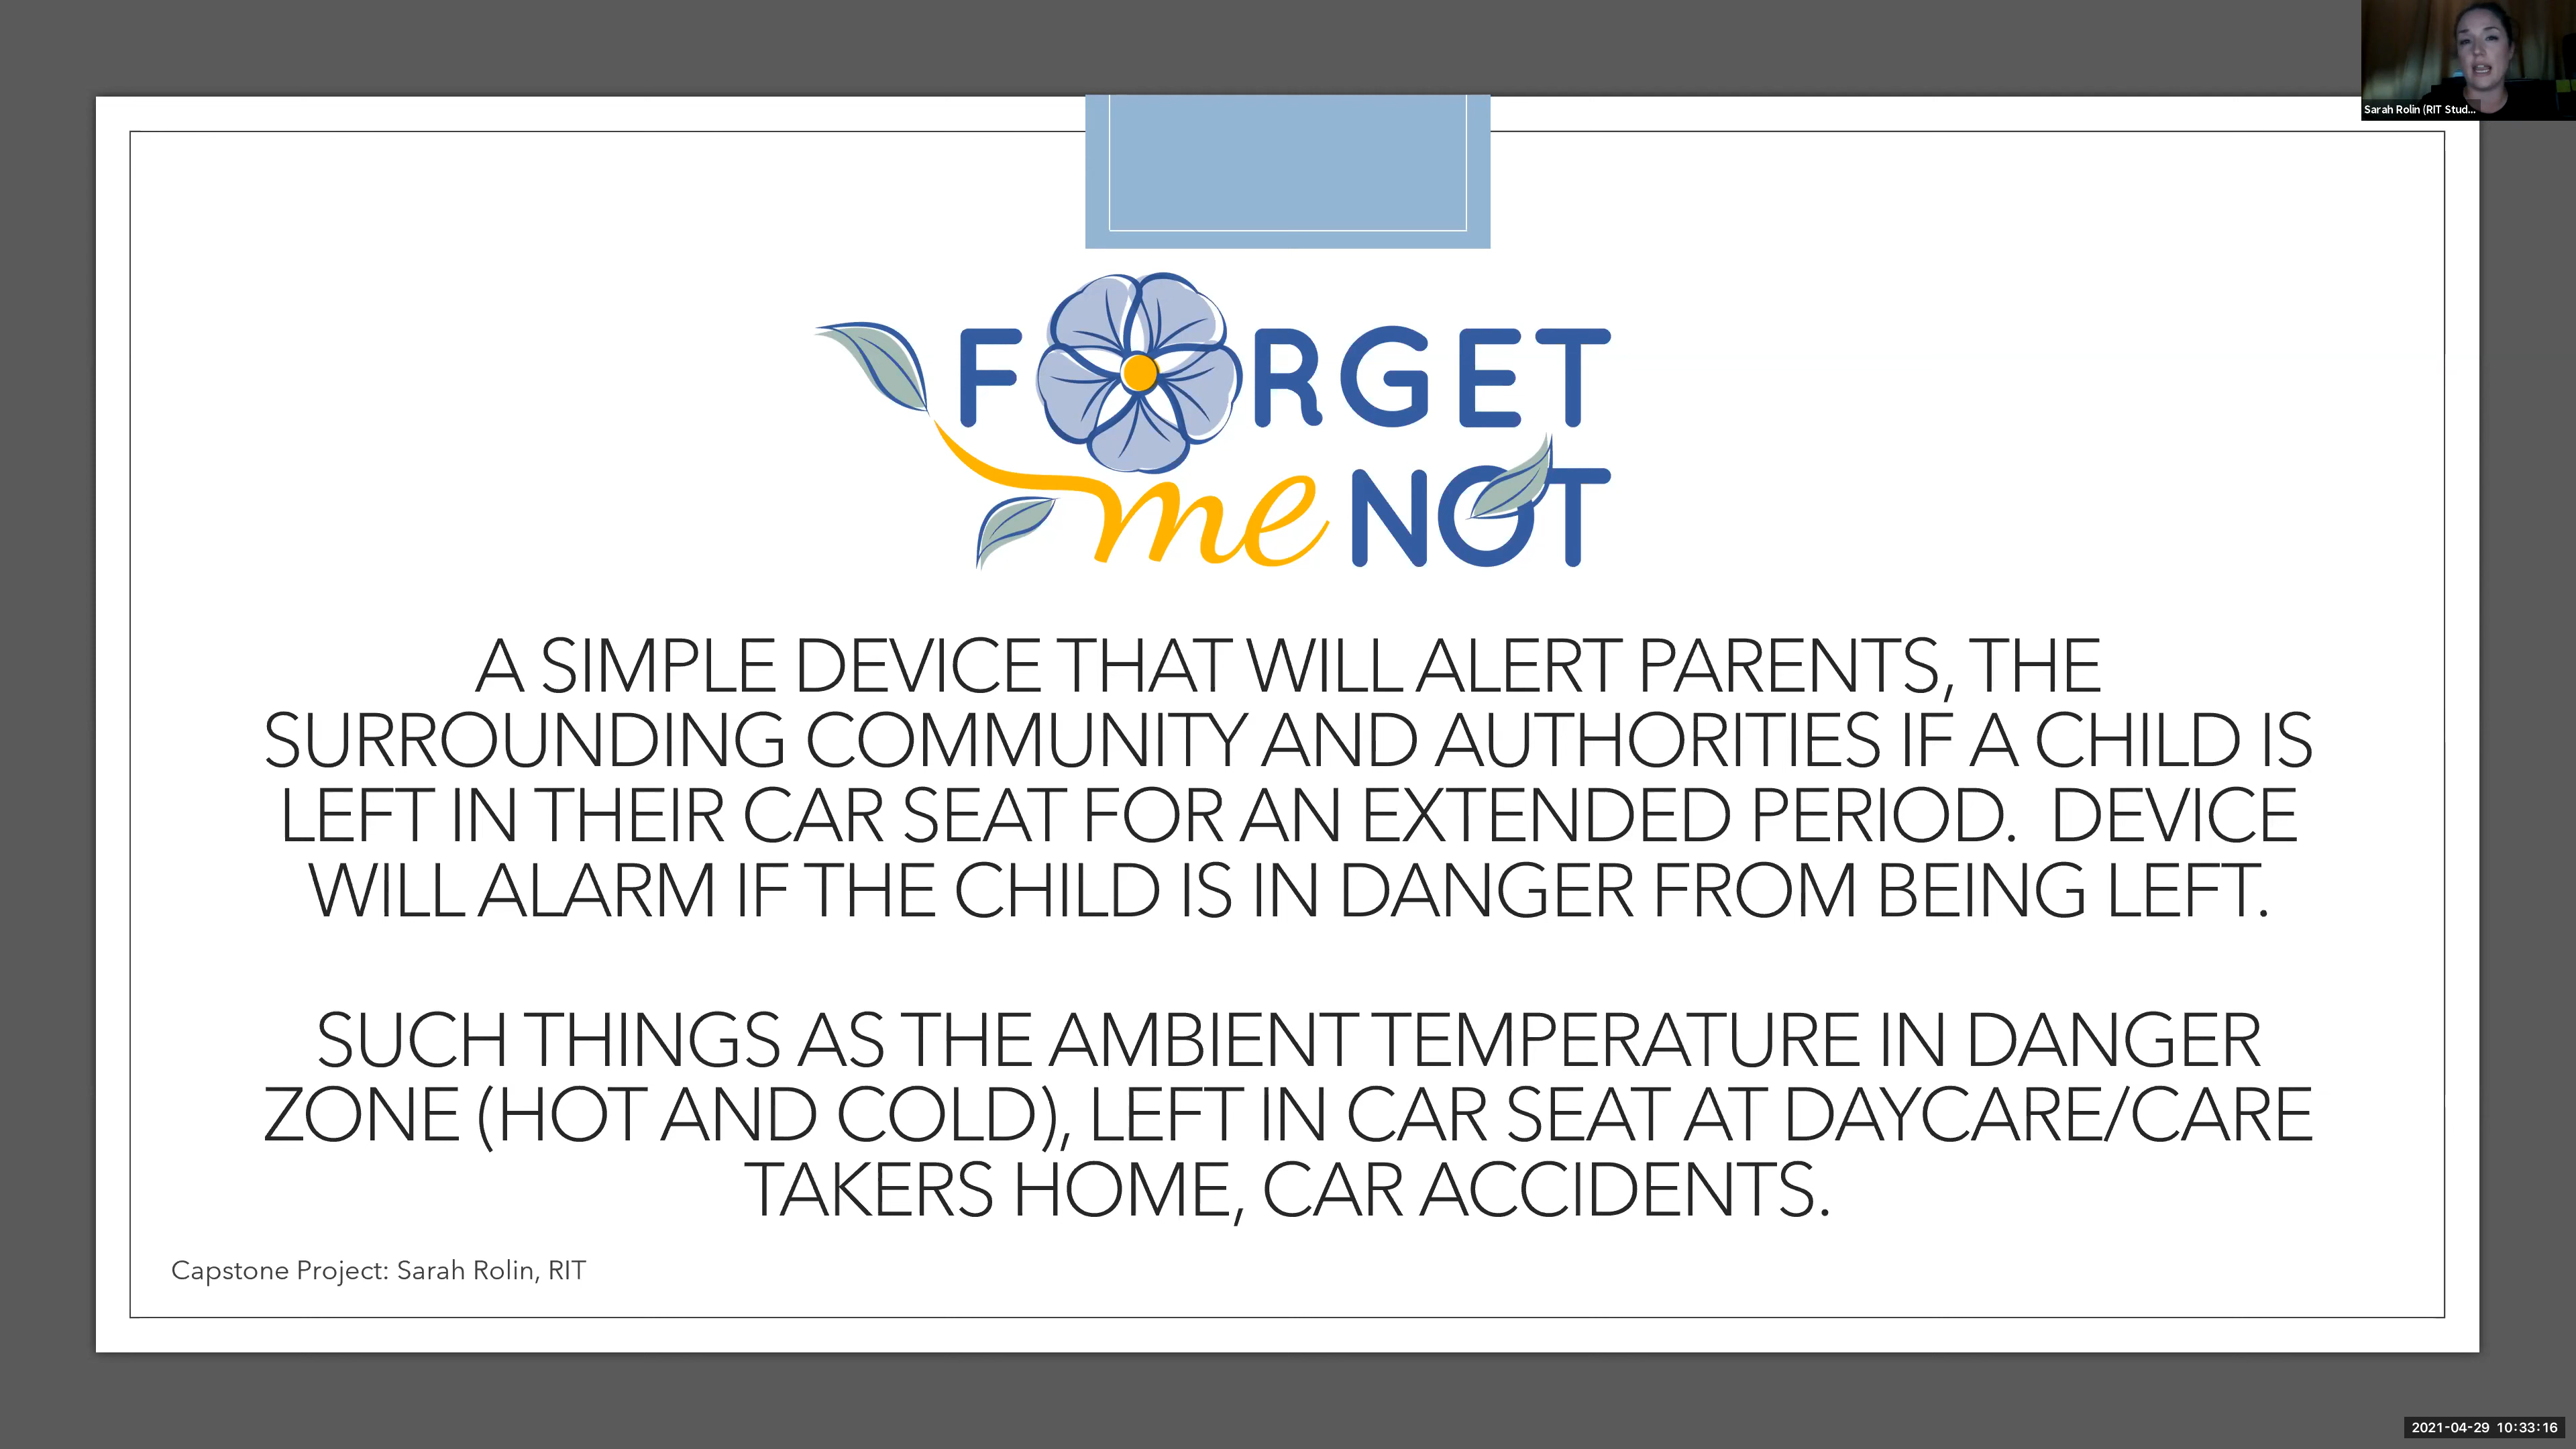 Sarah Rolin (RIT Stud...
FORGET
me NOT
A SIMPLE DEVICE THAT WILL ALERT PARENTS, THE
SURROUNDING COMMUNITY AND AUTHORITIES IF A CHILD IS
LEFT IN THEIR CAR SEAT FOR AN EXTENDED PERIOD. DEVICE
WILL ALARM IF THE CHILD IS IN DANGER FROM BEING LEFT.
SUCH THINGS AS THE AMBIENT TEMPERATURE IN DANGER
ZONE (HOT AND COLD), LEFT IN CAR SEAT AT DAYCARE/CARE
TAKERS HOME, CAR ACCIDENTS.
Capstone Project: Sarah Rolin, RIT
2021-04-29 10:33:16